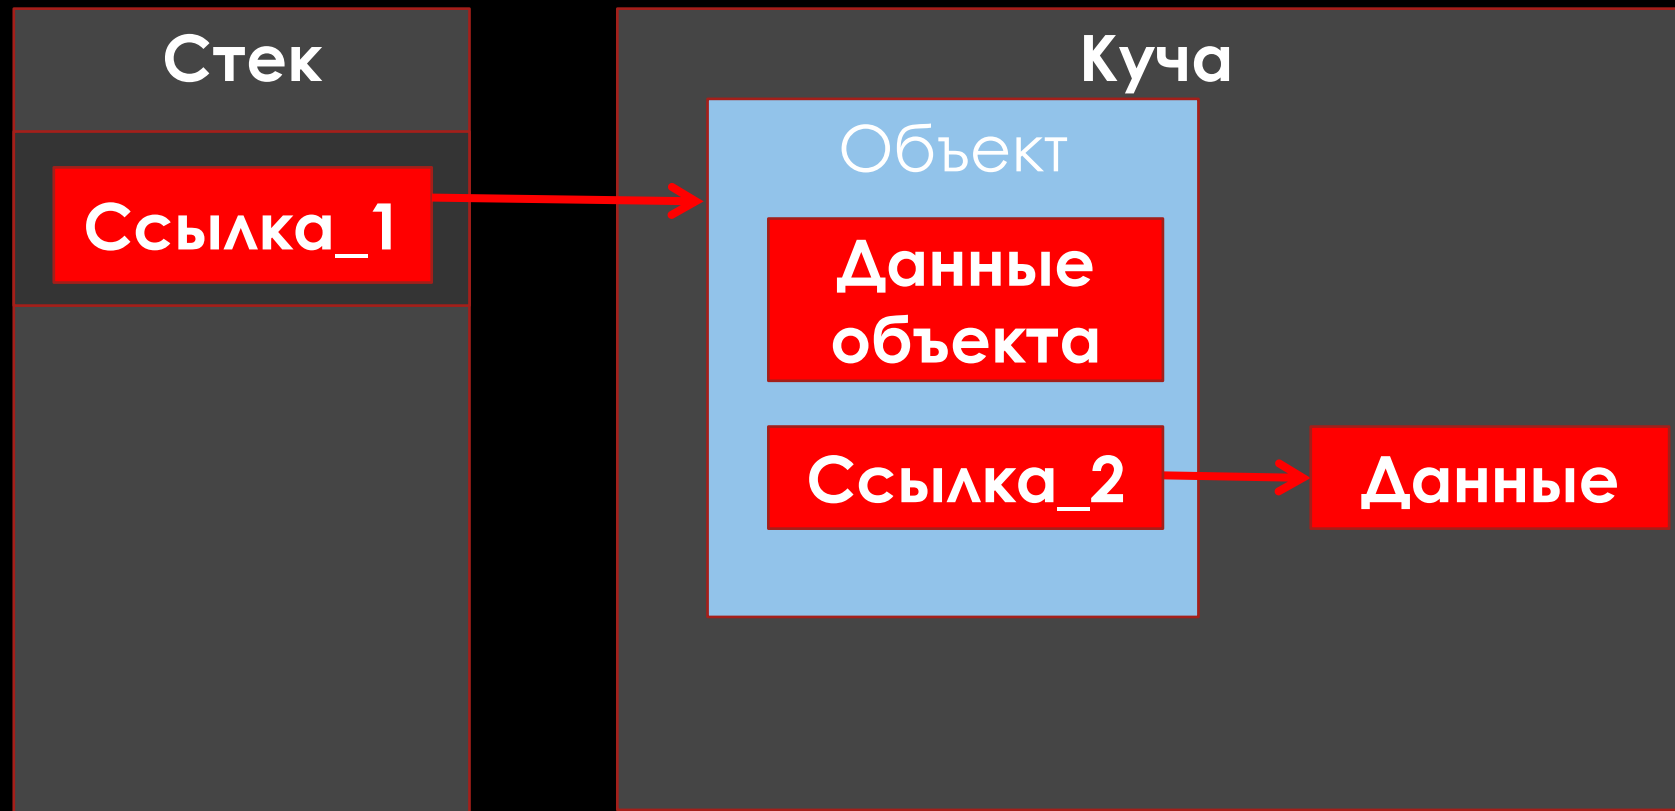 Стек
Куча
Объект
Ссылка_1
Данные
объекта
Ссылка_2
Данные